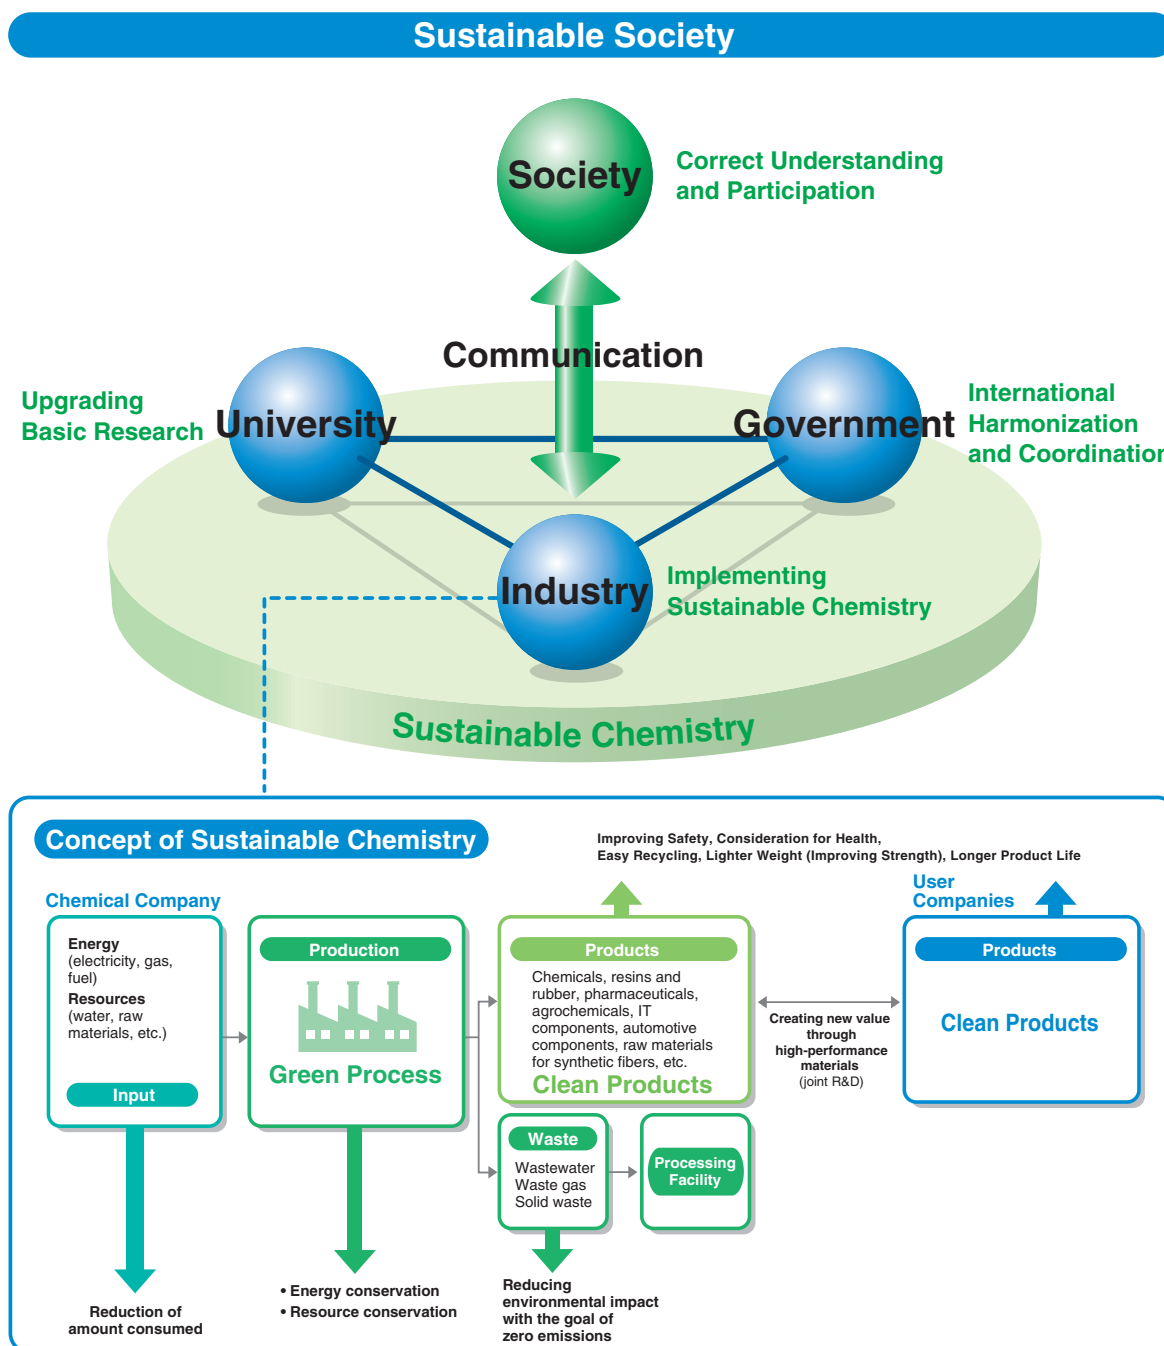 Sustainable Society
Society
Correct Understanding
and Participation
Communication
University
Upgrading
Basic Research
Government
International
Harmonization
and Coordination
Industry
Implementing
Sustainable Chemistry
Sustainable Chemistry
Concept of Sustainable Chemistry
Improving Safety, Consideration for Health,
Easy Recycling, Lighter Weight (Improving Strength), Longer Product Life
Chemical Company
Energy
(electricity, gas,
fuel)
Resources
(water, raw
materials, etc.)
Input
Reduction of
amount consumed
Production
Green Process
• Energy conservation
• Resource conservation
Products
Chemicals, resins and
rubber, pharmaceuticals,
agrochemicals, IT
components, automotive
components, raw materials
for synthetic fibers, etc.
Clean Products
Waste
Wastewater
Waste gas
Solid waste
Processing
Facility
Reducing
environmental impact
with the goal of
zero emissions
Creating new value
through
high-performance
materials
(joint R&D)
User
Companies
Products
Clean Products